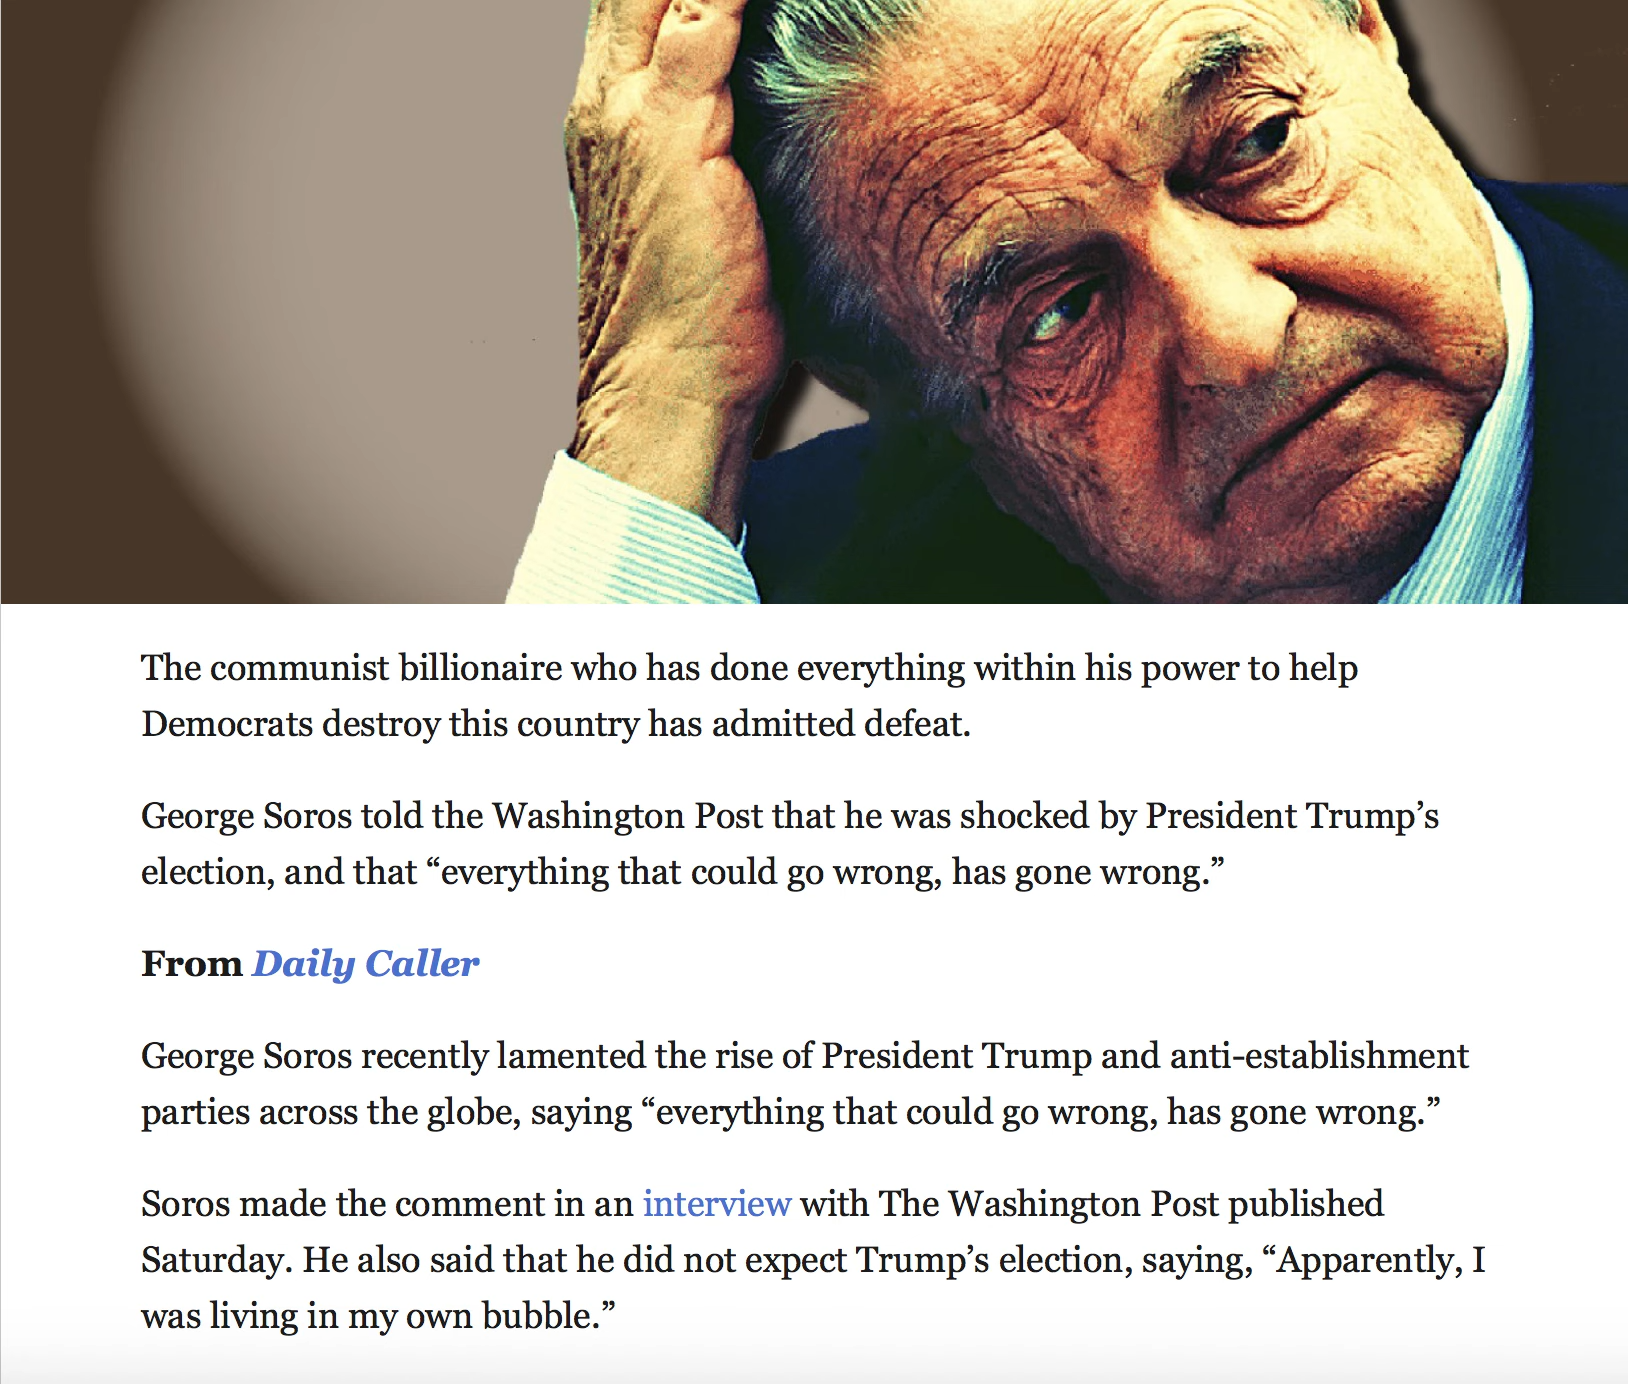 The communist billionaire who has done everything within his power to help
Democrats destroy this country has admitted defeat.
George Soros told the Washington Post that he was shocked by President Trump’s
election, and that “everything that could go wrong, has gone wrong.”
From Daily Caller
George Soros recently lamented the rise of President Trump and anti-establishment
parties across the globe, saying “everything that could go wrong, has gone wrong.”
Soros made the comment in an interview with The Washington Post published
Saturday. He also said that he did not expect Trump’s election, saying, “Apparently, I
was living in my own bubble.”